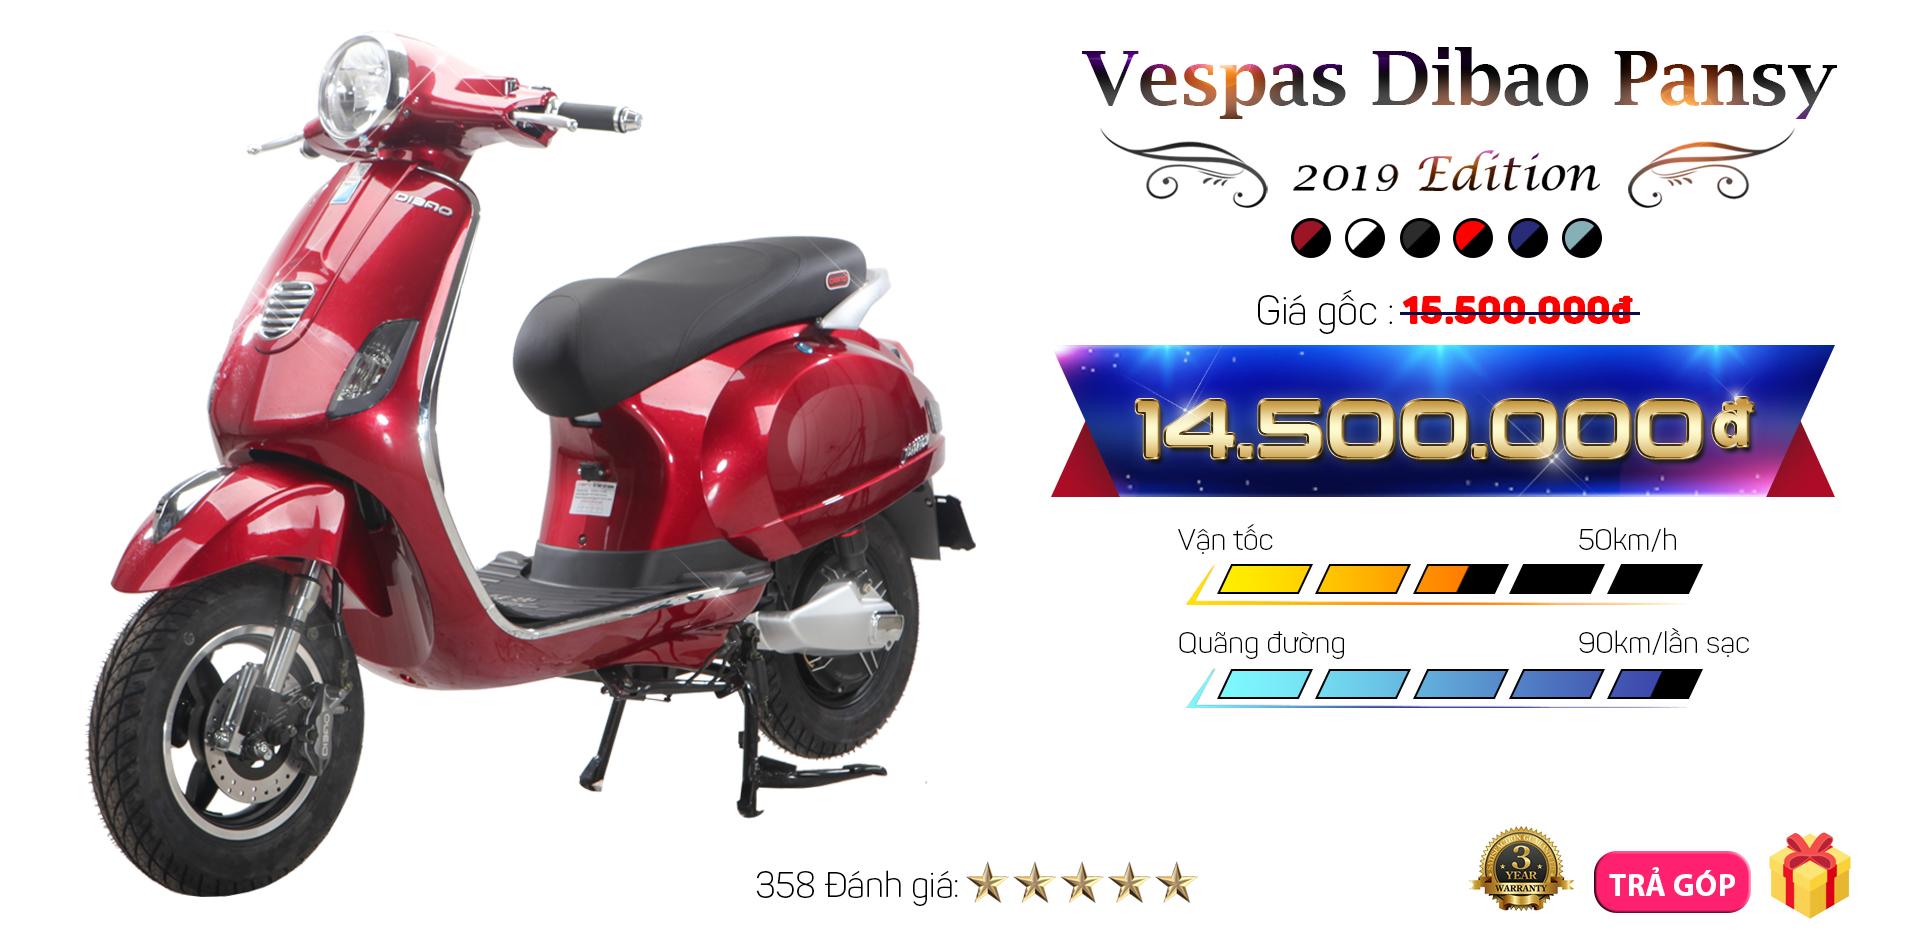 Vespas Dibao Pansy
2019 Edition
Giá gốc : 15.500.000đ
14.500.000đ
Vận tốc 50km/h
Quãng đường 90km/lần sạc
DIBAO
DIBAO
358 Đánh giá:
3
YEAR
WARRANTY
TRẢ GÓP